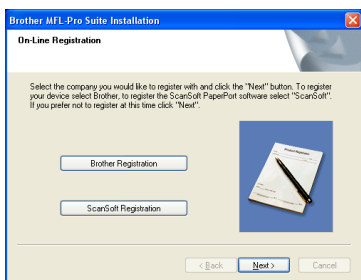 Brother MFL-Pro Suite Installation
On-Line Registration
Select the company you would like to register with and click the "Next" button. To register
your device select Brother, to register the ScanSoft PaperPort software select "ScanSoft".
If you prefer not to register at this time click "Next".
Brother Registration
ScanSoft Registration
< Back
Next >
Cancel